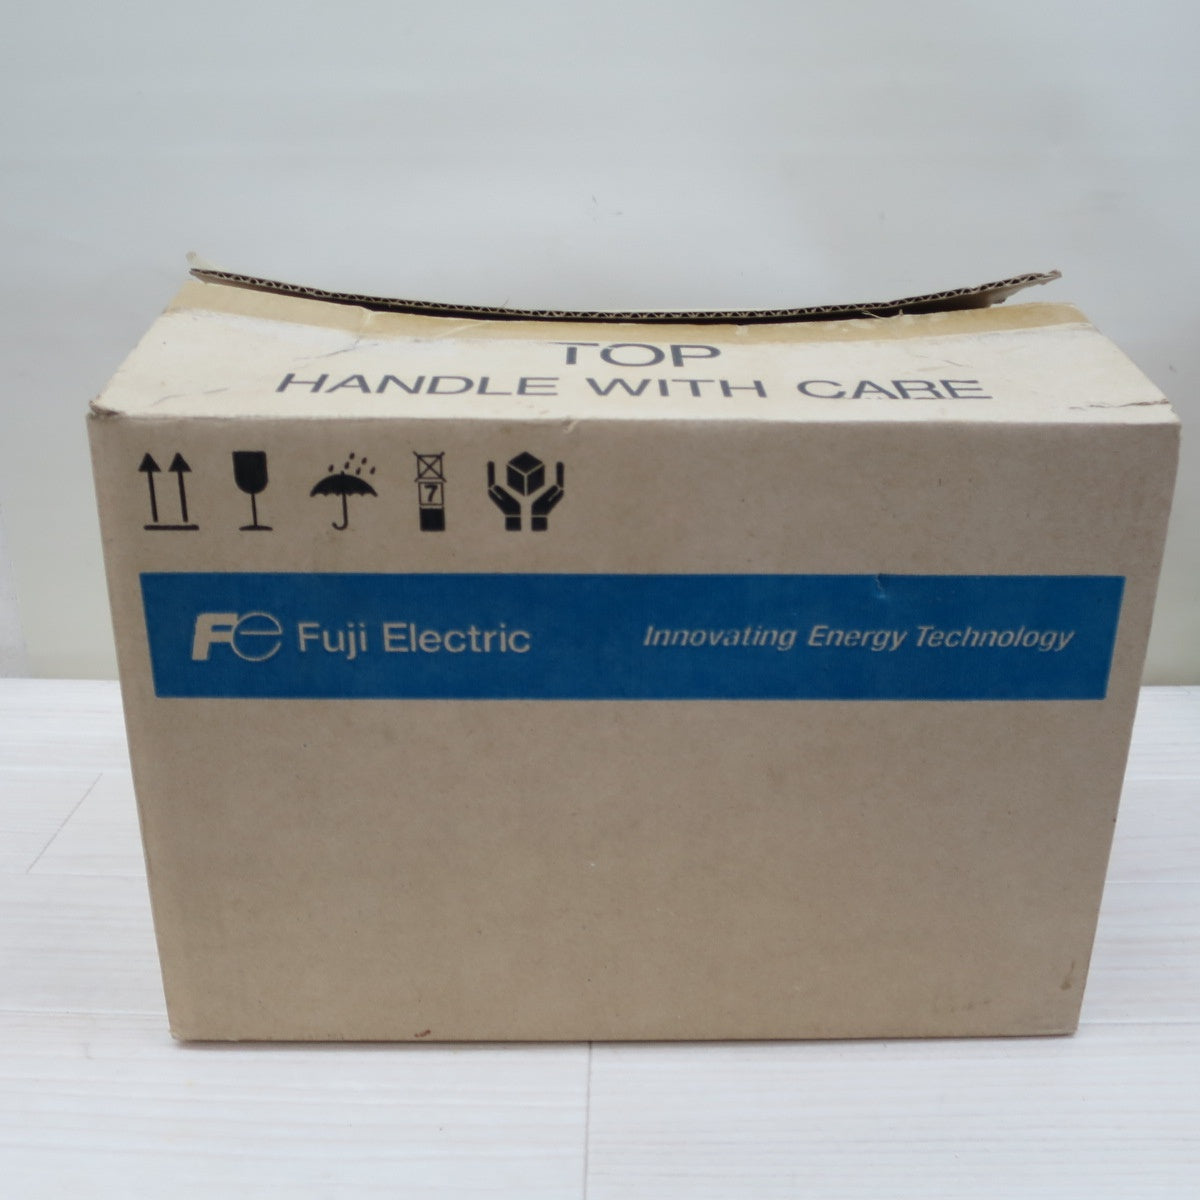 TOP
HANDLE WITH CARE
7
Fe Fuji Electric
Innovating Energy Technology